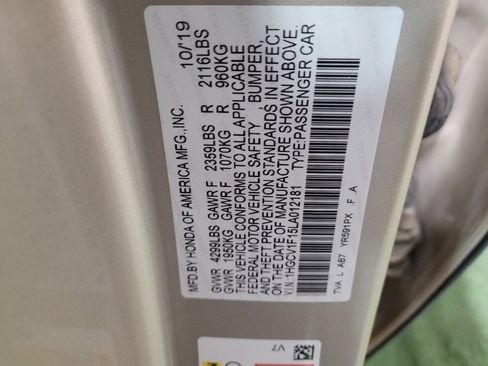 MFD.BY HONDA OF AMERICA MFG.,INC. 10/'19
GVWR 4299LBS GAWR F 2359LBS R 2116LBS
GVWR 1950KG GAWR F 1070KG R 960KG
THIS VEHICLE CONFORMS TO ALL APPLICABLE
FEDERAL MOTOR VEHICLE SAFETY BUMPER,
AND THEFT PREVENTION STANDARDS IN EFFECT
ON THE DATE OF MANUFACTURE SHOWN ABOVE.
V.I.N.:1HGCV1F15LA012181 TYPE:PASSENGER CAR
TVA L A87 YR591PX .F .A
V7